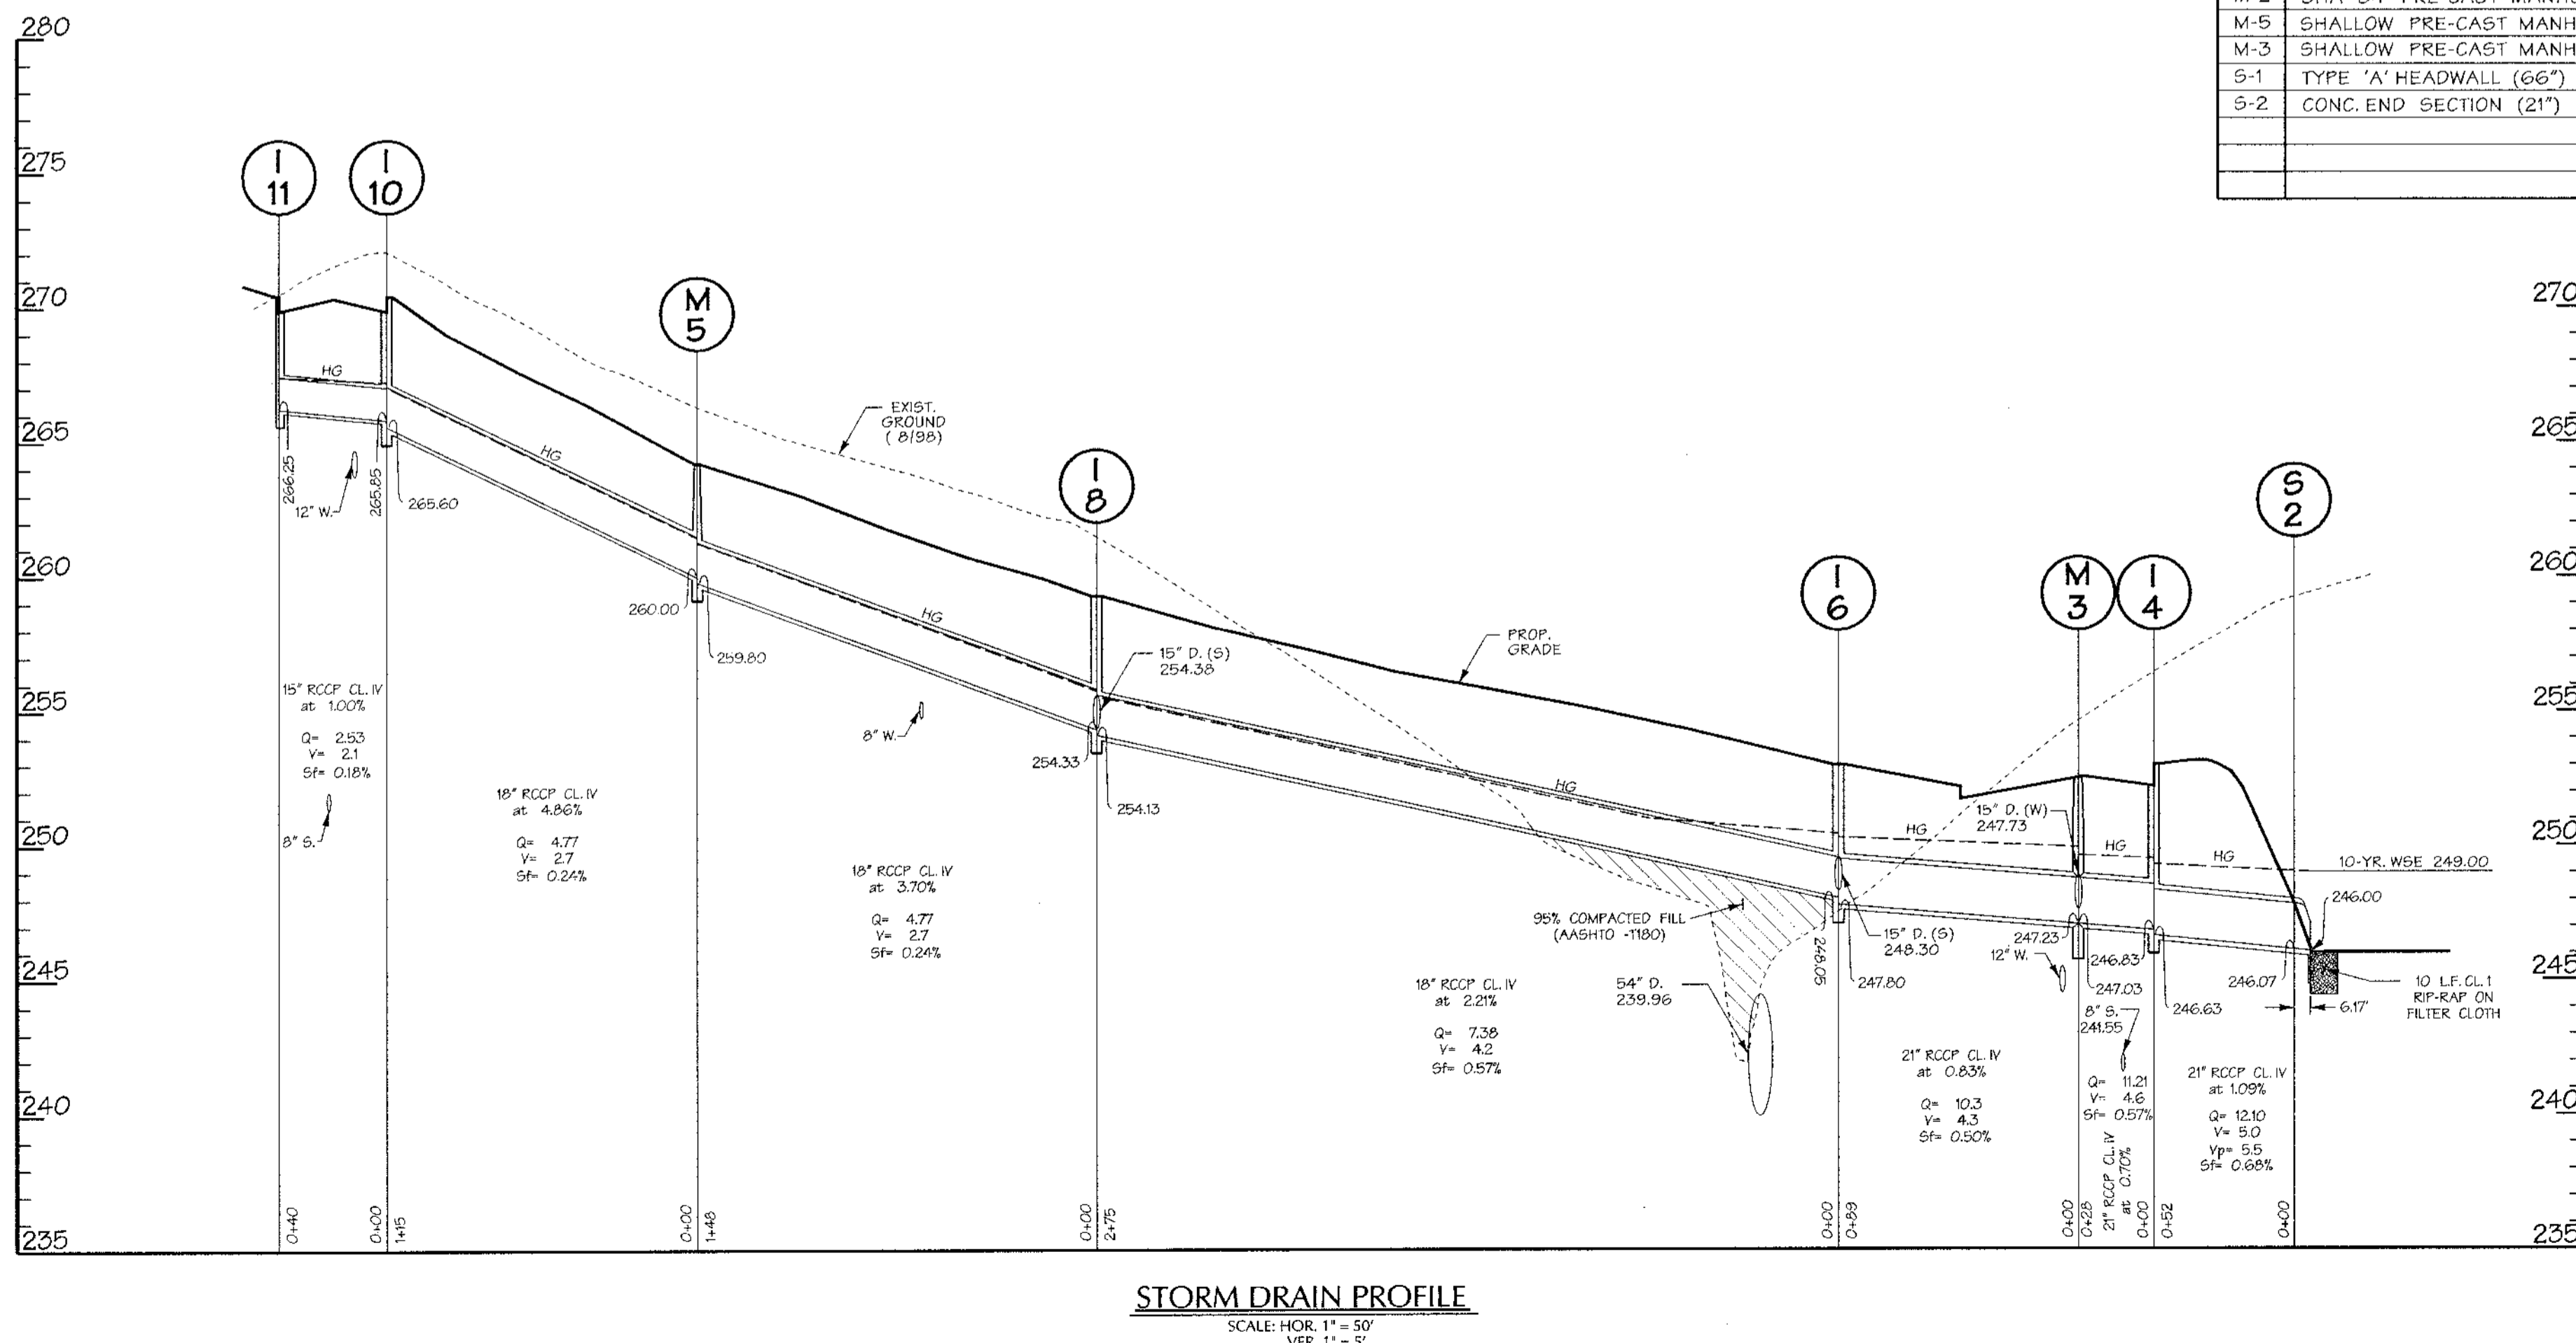 M-5 SHALLOW PRE-CAST MANH
M-3 SHALLOW PRE-CAST MANH
S-1 TYPE 'A' HEADWALL (66")
S-2 CONC. END SECTION (21")
280
275
270
265
260
255
250
245
240
235
I
11
I
10
M
5
I
8
I
6
M
3
I
4
S
2
270
265
260
255
250
245
240
235
HG
HG
HG
HG
HG
HG
HG
EXIST.
GROUND
( 8/98)
PROP.
GRADE
266.25
12" W.
265.85
265.60
260.00
259.80
15" D. (S)
254.38
8" W.
254.33
254.13
15" RCCP CL. IV
at 1.00%
Q= 2.53
V= 2.1
Sf= 0.18%
8" S.
18" RCCP CL. IV
at 4.86%
Q= 4.77
V= 2.7
Sf= 0.24%
18" RCCP CL. IV
at 3.70%
Q= 4.77
V= 2.7
Sf= 0.24%
18" RCCP CL. IV
at 2.21%
Q= 7.38
V= 4.2
Sf= 0.57%
95% COMPACTED FILL
(AASHTO -T180)
54" D.
239.96
248.05
247.80
15" D. (S)
248.30
15" D. (W)
247.73
10-YR. WSE 249.00
247.23
12" W.
246.83
247.03
8" S.
241.55
246.63
246.07
246.00
6.17'
10 L.F. CL. 1
RIP-RAP ON
FILTER CLOTH
21" RCCP CL. IV
at 0.83%
Q= 10.3
V= 4.3
Sf= 0.50%
Q= 11.21
V= 4.6
Sf= 0.57%
21" RCCP CL. IV
at 0.70%
21" RCCP CL. IV
at 1.09%
Q= 12.10
V= 5.0
Vp= 5.5
Sf= 0.68%
0+40
0+00
1+15
0+00
1+48
0+00
2+75
0+00
0+89
0+00
0+28
0+00
0+52
0+00
STORM DRAIN PROFILE
SCALE: HOR. 1" = 50'
VER. 1" = 5'